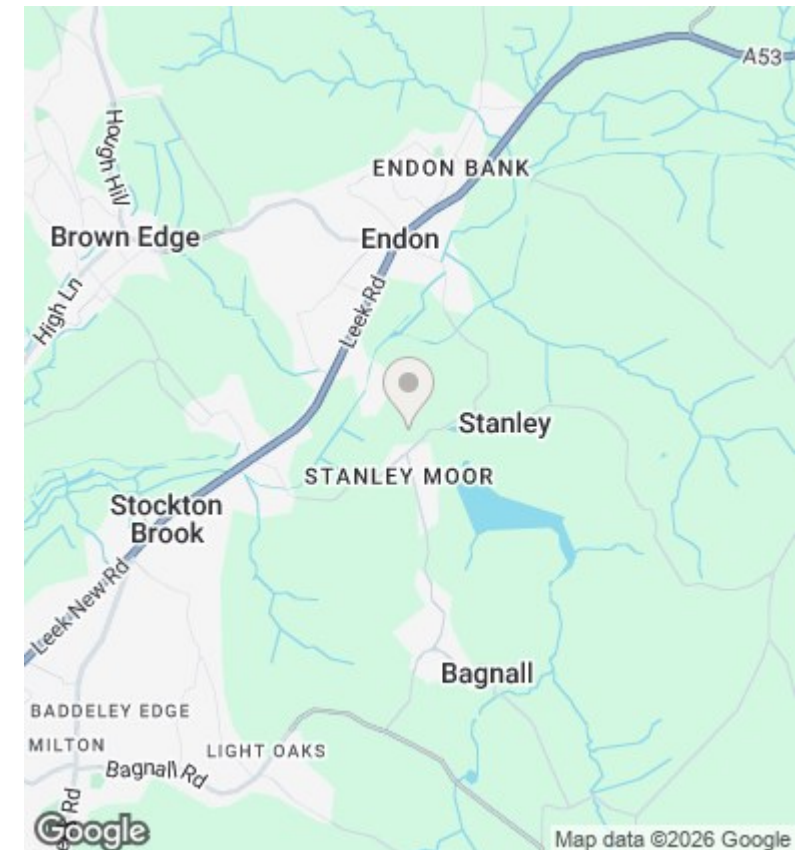 A53
Hough Hill
ENDON BANK
Brown Edge
Endon
High Ln
Leek Rd
Stanley
STANLEY MOOR
Stockton
Brook
Leek New Rd
Bagnall
BADDELEY EDGE
MILTON
LIGHT OAKS
Bagnall Rd
Rd
Google
Map data ©2026 Google